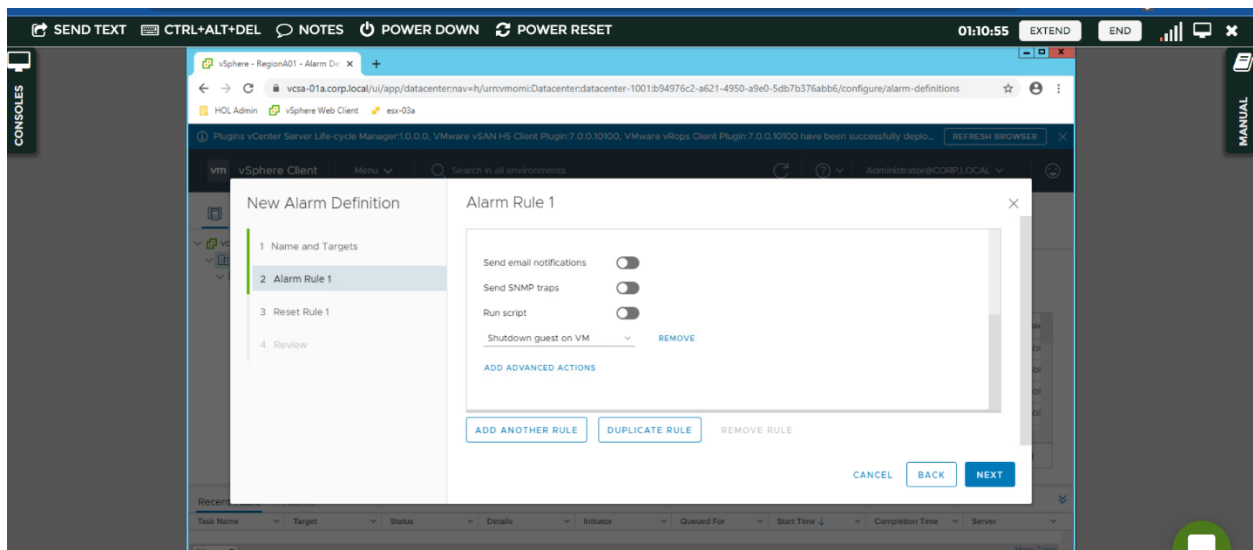 SEND TEXT CTRL+ALT+DEL NOTES POWER DOWN POWER RESET 01:10:55 EXTEND END
CONSOLES
MANUAL
vSphere - RegionA01 - Alarm De
vcsa-01a.corp.local/ui/app/datacenter;nav=h/urn:vmomi:Datacenter:datacenter-1001:b94976c2-a621-4950-a9e0-5db7b376abb6/configure/alarm-definitions
HOL Admin vSphere Web Client esx-03a
Plugins vCenter Server Life-cycle Manager:1.0.0.0, VMware vSAN H5 Client Plugin:7.0.0.10100, VMware vRops Client Plugin:7.0.0.10100 have been successfully deplo... REFRESH BROWSER
vm vSphere Client Menu Search in all environments Administrator@CORP.LOCAL
New Alarm Definition
1 Name and Targets
2 Alarm Rule 1
3 Reset Rule 1
4 Review
Alarm Rule 1
Send email notifications
Send SNMP traps
Run script
Shutdown guest on VM REMOVE
ADD ADVANCED ACTIONS
ADD ANOTHER RULE DUPLICATE RULE REMOVE RULE
CANCEL BACK NEXT
Recent
Task Name Target Status Details Initiator Queued For Start Time ↓ Completion Time Server
More Tasks